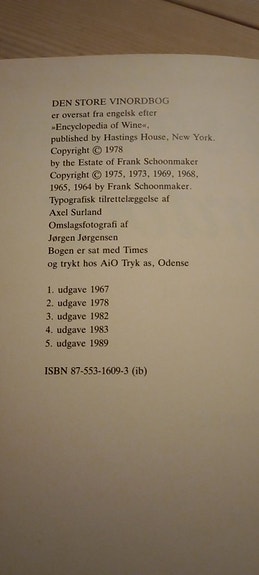 DEN STORE VINORDBOG
er oversat fra engelsk efter
»Encyclopedia of Wine«,
published by Hastings House, New York.
Copyright © 1978
by the Estate of Frank Schoonmaker
Copyright © 1975, 1973, 1969, 1968,
1965, 1964 by Frank Schoonmaker.
Typografisk tilrettelæggelse af
Axel Surland
Omslagsfotografi af
Jørgen Jørgensen
Bogen er sat med Times
og trykt hos AiO Tryk as, Odense
1. udgave 1967
2. udgave 1978
3. udgave 1982
4. udgave 1983
5. udgave 1989
ISBN 87-553-1609-3 (ib)